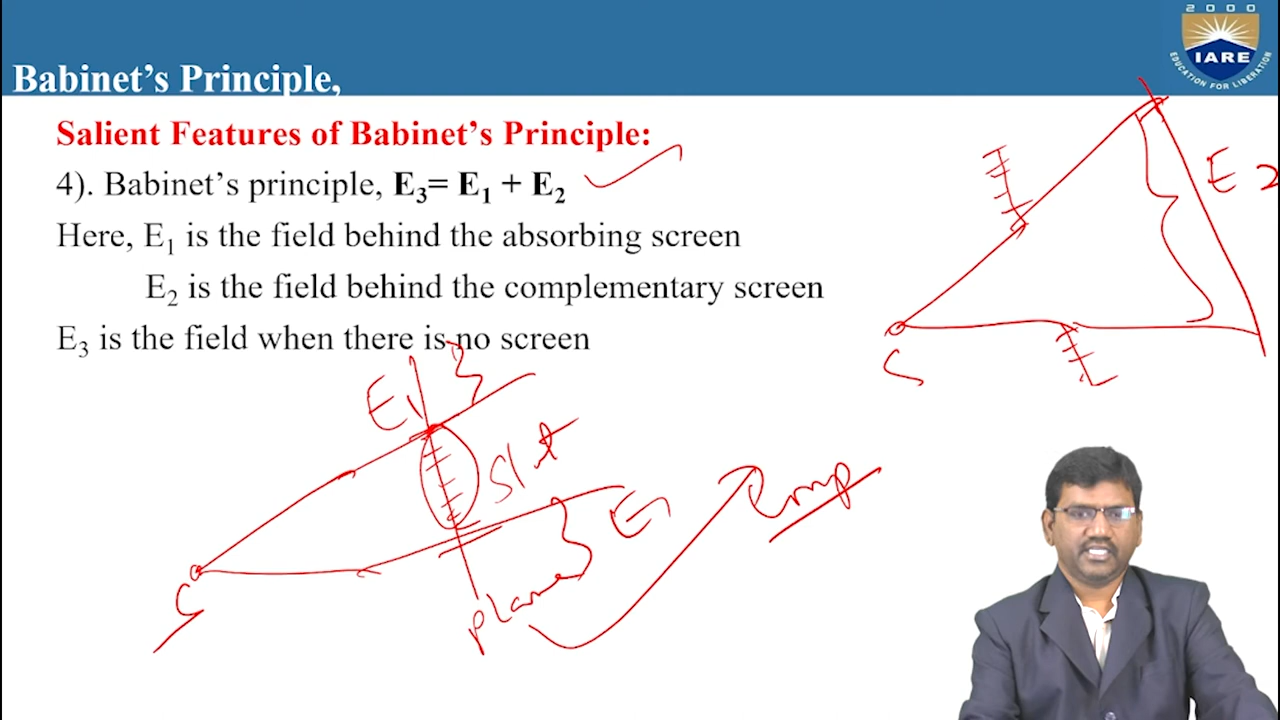 2000
IARE
EDUCATION FOR LIBERATION
Babinet's Principle,
Salient Features of Babinet's Principle:
4). Babinet's principle, E₃= E₁ + E₂
Here, E₁ is the field behind the absorbing screen
E₂ is the field behind the complementary screen
E₃ is the field when there is no screen
E2
S
E1
Slit
E1
Comp
plane
S